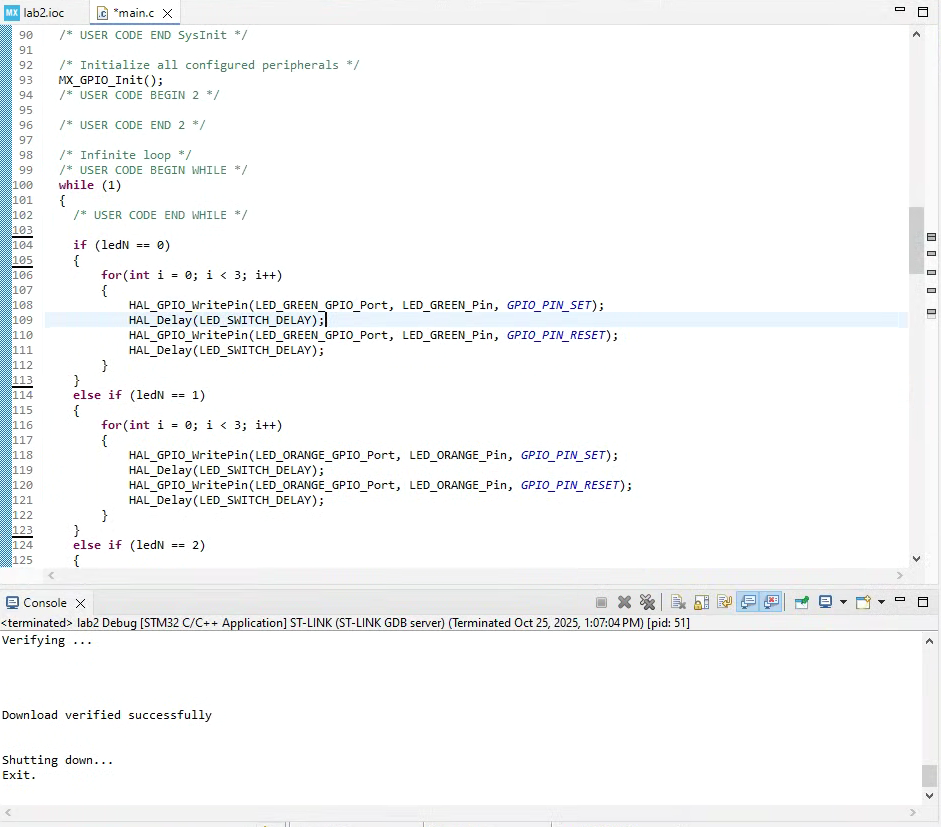 MX lab2.ioc
*main.c
90 /* USER CODE END SysInit */
91
92 /* Initialize all configured peripherals */
93 MX_GPIO_Init();
94 /* USER CODE BEGIN 2 */
95
96 /* USER CODE END 2 */
97
98 /* Infinite loop */
99 /* USER CODE BEGIN WHILE */
100 while (1)
101 {
102 /* USER CODE END WHILE */
103
104 if (ledN == 0)
105 {
106 for(int i = 0; i < 3; i++)
107 {
108 HAL_GPIO_WritePin(LED_GREEN_GPIO_Port, LED_GREEN_Pin, GPIO_PIN_SET);
109 HAL_Delay(LED_SWITCH_DELAY);
110 HAL_GPIO_WritePin(LED_GREEN_GPIO_Port, LED_GREEN_Pin, GPIO_PIN_RESET);
111 HAL_Delay(LED_SWITCH_DELAY);
112 }
113 }
114 else if (ledN == 1)
115 {
116 for(int i = 0; i < 3; i++)
117 {
118 HAL_GPIO_WritePin(LED_ORANGE_GPIO_Port, LED_ORANGE_Pin, GPIO_PIN_SET);
119 HAL_Delay(LED_SWITCH_DELAY);
120 HAL_GPIO_WritePin(LED_ORANGE_GPIO_Port, LED_ORANGE_Pin, GPIO_PIN_RESET);
121 HAL_Delay(LED_SWITCH_DELAY);
122 }
123 }
124 else if (ledN == 2)
125 {
Console
<terminated> lab2 Debug [STM32 C/C++ Application] ST-LINK (ST-LINK GDB server) (Terminated Oct 25, 2025, 1:07:04 PM) [pid: 51]
Verifying ...
Download verified successfully
Shutting down...
Exit.